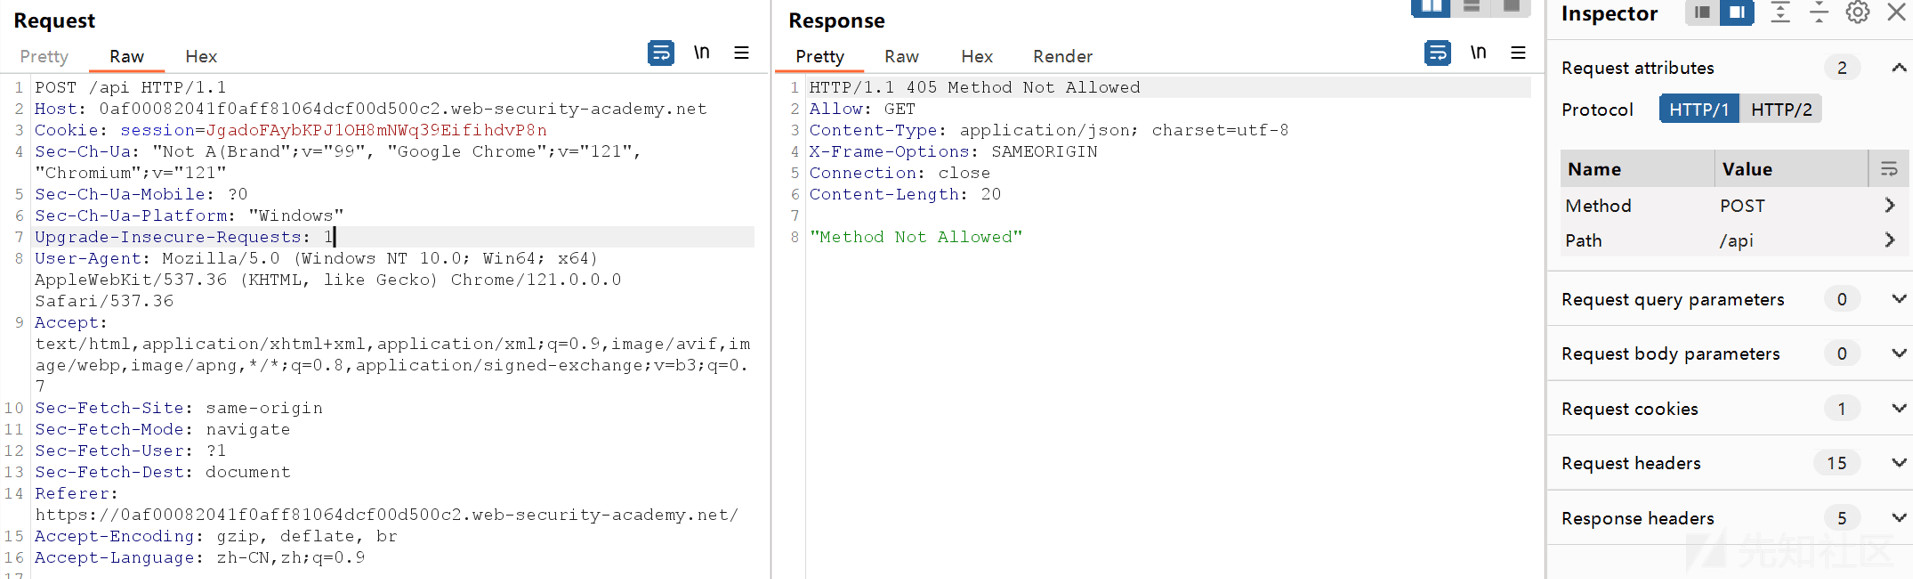 Request
Pretty Raw Hex \n
1 POST /api HTTP/1.1
2 Host: 0af00082041f0aff81064dcf00d500c2.web-security-academy.net
3 Cookie: session=JgadoFAybKPJ1OH8mNWq39EifihdvP8n
4 Sec-Ch-Ua: "Not A(Brand";v="99", "Google Chrome";v="121",
"Chromium";v="121"
5 Sec-Ch-Ua-Mobile: ?0
6 Sec-Ch-Ua-Platform: "Windows"
7 Upgrade-Insecure-Requests: 1
8 User-Agent: Mozilla/5.0 (Windows NT 10.0; Win64; x64)
AppleWebKit/537.36 (KHTML, like Gecko) Chrome/121.0.0.0
Safari/537.36
9 Accept:
text/html,application/xhtml+xml,application/xml;q=0.9,image/avif,im
age/webp,image/apng,*/*;q=0.8,application/signed-exchange;v=b3;q=0.
7
10 Sec-Fetch-Site: same-origin
11 Sec-Fetch-Mode: navigate
12 Sec-Fetch-User: ?1
13 Sec-Fetch-Dest: document
14 Referer:
https://0af00082041f0aff81064dcf00d500c2.web-security-academy.net/
15 Accept-Encoding: gzip, deflate, br
16 Accept-Language: zh-CN,zh;q=0.9
17
Response
Pretty Raw Hex Render \n
1 HTTP/1.1 405 Method Not Allowed
2 Allow: GET
3 Content-Type: application/json; charset=utf-8
4 X-Frame-Options: SAMEORIGIN
5 Connection: close
6 Content-Length: 20
7
8 "Method Not Allowed"
Inspector
Request attributes 2
Protocol HTTP/1 HTTP/2
Name Value
Method POST
Path /api
Request query parameters 0
Request body parameters 0
Request cookies 1
Request headers 15
Response headers 5
先知社区